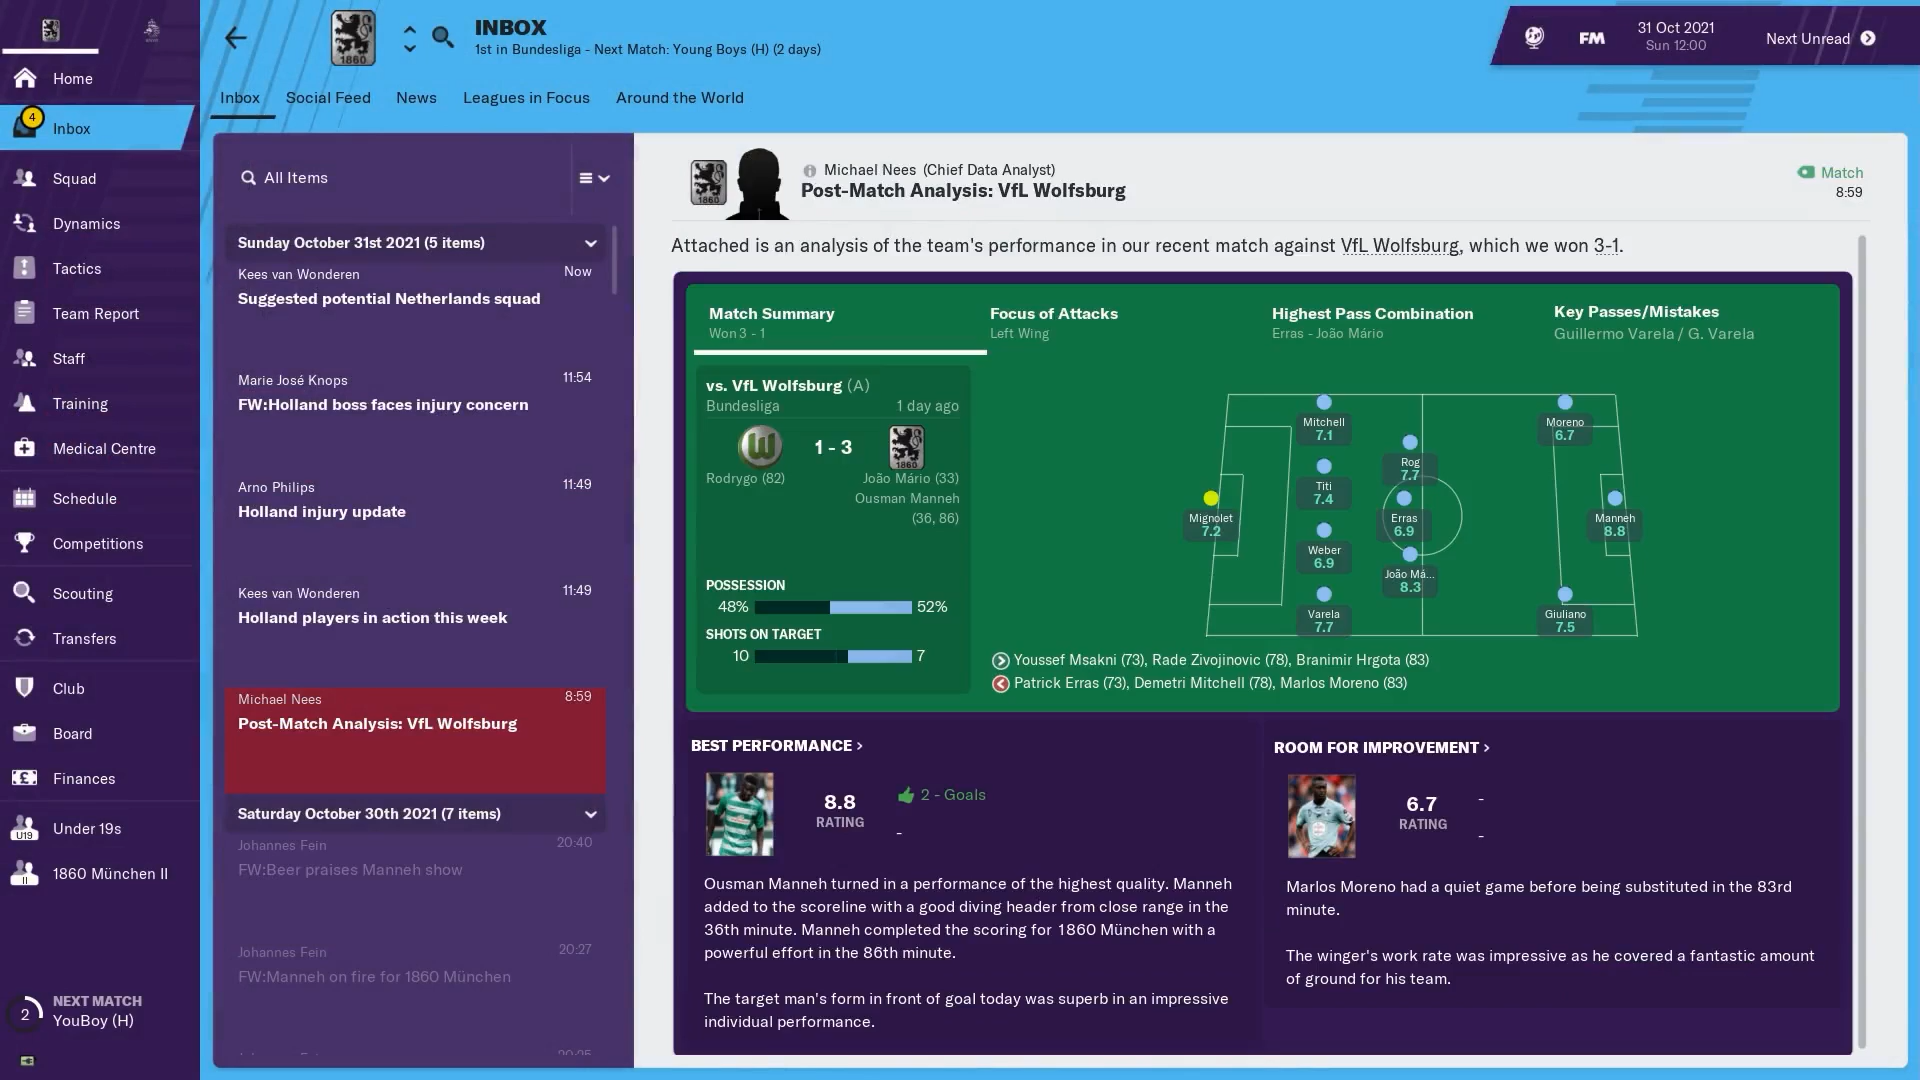 INBOX
1st in Bundesliga - Next Match: Young Boys (H) (2 days)
FM
31 Oct 2021
Sun 12:00
Next Unread
Inbox
Social Feed
News
Leagues in Focus
Around the World
Home
4
Inbox
Squad
Dynamics
Tactics
Team Report
Staff
Training
Medical Centre
Schedule
Competitions
Scouting
Transfers
Club
Board
Finances
U19
Under 19s
II
1860 München II
2
NEXT MATCH
YouBoy (H)
1860
All Items
Sunday October 31st 2021 (5 items)
Kees van Wonderen
Now
Suggested potential Netherlands squad
Marie José Knops
11:54
FW:Holland boss faces injury concern
Arno Philips
11:49
Holland injury update
Kees van Wonderen
11:49
Holland players in action this week
Michael Nees
8:59
Post-Match Analysis: VfL Wolfsburg
Saturday October 30th 2021 (7 items)
Johannes Fein
20:40
FW:Beer praises Manneh show
Johannes Fein
20:27
FW:Manneh on fire for 1860 München
1860
Michael Nees (Chief Data Analyst)
Post-Match Analysis: VfL Wolfsburg
Match
8:59
Attached is an analysis of the team's performance in our recent match against VfL Wolfsburg, which we won 3-1.
Match Summary
Won 3 - 1
Focus of Attacks
Left Wing
Highest Pass Combination
Erras - João Mário
Key Passes/Mistakes
Guillermo Varela / G. Varela
vs. VfL Wolfsburg (A)
Bundesliga
1 day ago
1 - 3
1860
Rodrygo (82)
João Mário (33)
Ousman Manneh
(36, 86)
POSSESSION
48%
52%
SHOTS ON TARGET
10
7
Mitchell
7.1
Moreno
6.7
Rog
7.7
Titi
7.4
Mignolet
7.2
Erras
6.9
Manneh
8.8
Weber
6.9
João Má...
8.3
Varela
7.7
Giuliano
7.5
Youssef Msakni (73), Rade Zivojinovic (78), Branimir Hrgota (83)
Patrick Erras (73), Demetri Mitchell (78), Marlos Moreno (83)
BEST PERFORMANCE >
8.8
RATING
2 - Goals
-
Ousman Manneh turned in a performance of the highest quality. Manneh
added to the scoreline with a good diving header from close range in the
36th minute. Manneh completed the scoring for 1860 München with a
powerful effort in the 86th minute.
The target man's form in front of goal today was superb in an impressive
individual performance.
ROOM FOR IMPROVEMENT >
6.7
RATING
-
-
Marlos Moreno had a quiet game before being substituted in the 83rd
minute.
The winger's work rate was impressive as he covered a fantastic amount
of ground for his team.